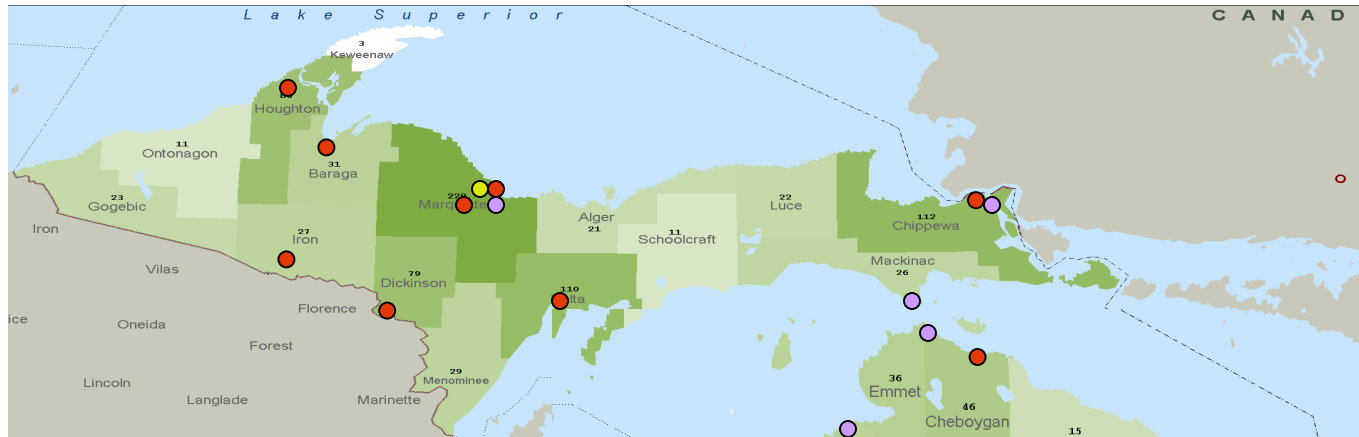 Lake Superior
CANAD
3
Keweenaw
Houghton
11
Ontonagon
31
Baraga
23
Gogebic
Iron
27
Iron
Vilas
79
Dickinson
Florence
ice
Oneida
Forest
Lincoln
Langlade
Marinette
29
Menominee
110
Alger
21
11
Schoolcraft
22
Luce
112
Chippewa
Mackinac
26
36
Emmet
46
Cheboygan
15